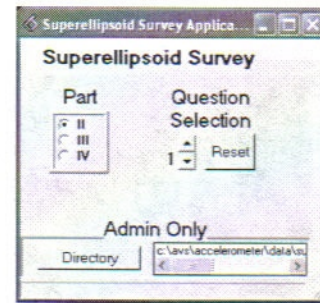 Superellipsoid Survey Applica...
Superellipsoid Survey
Part
II
III
IV
Question
Selection
1
Reset
Admin Only
Directory
c:\avs\accelerometer\data\su